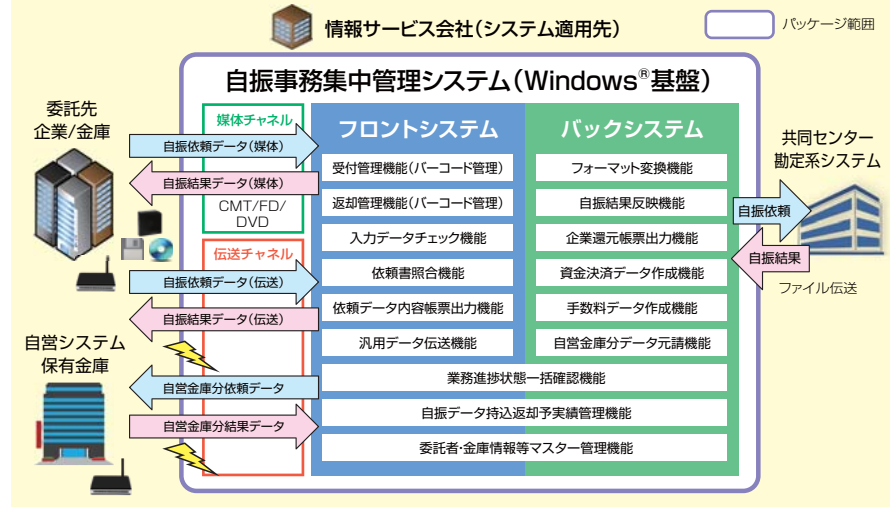 情報サービス会社(システム適用先)
パッケージ範囲
自振事務集中管理システム(Windows®基盤)
委託先
企業/金庫
媒体チャネル
自振依頼データ(媒体)
自振結果データ(媒体)
CMT/FD/
DVD
伝送チャネル
自振依頼データ(伝送)
自振結果データ(伝送)
自営システム
保有金庫
自営金庫分依頼データ
自営金庫分結果データ
フロントシステム
受付管理機能(バーコード管理)
返却管理機能(バーコード管理)
入力データチェック機能
依頼書照合機能
依頼データ内容帳票出力機能
汎用データ伝送機能
バックシステム
フォーマット変換機能
自振結果反映機能
企業還元帳票出力機能
資金決済データ作成機能
手数料データ作成機能
自営金庫分データ元請機能
業務進捗状態一括確認機能
自振データ持込返却予実績管理機能
委託者・金庫情報等マスター管理機能
共同センター
勘定系システム
自振依頼
自振結果
ファイル伝送